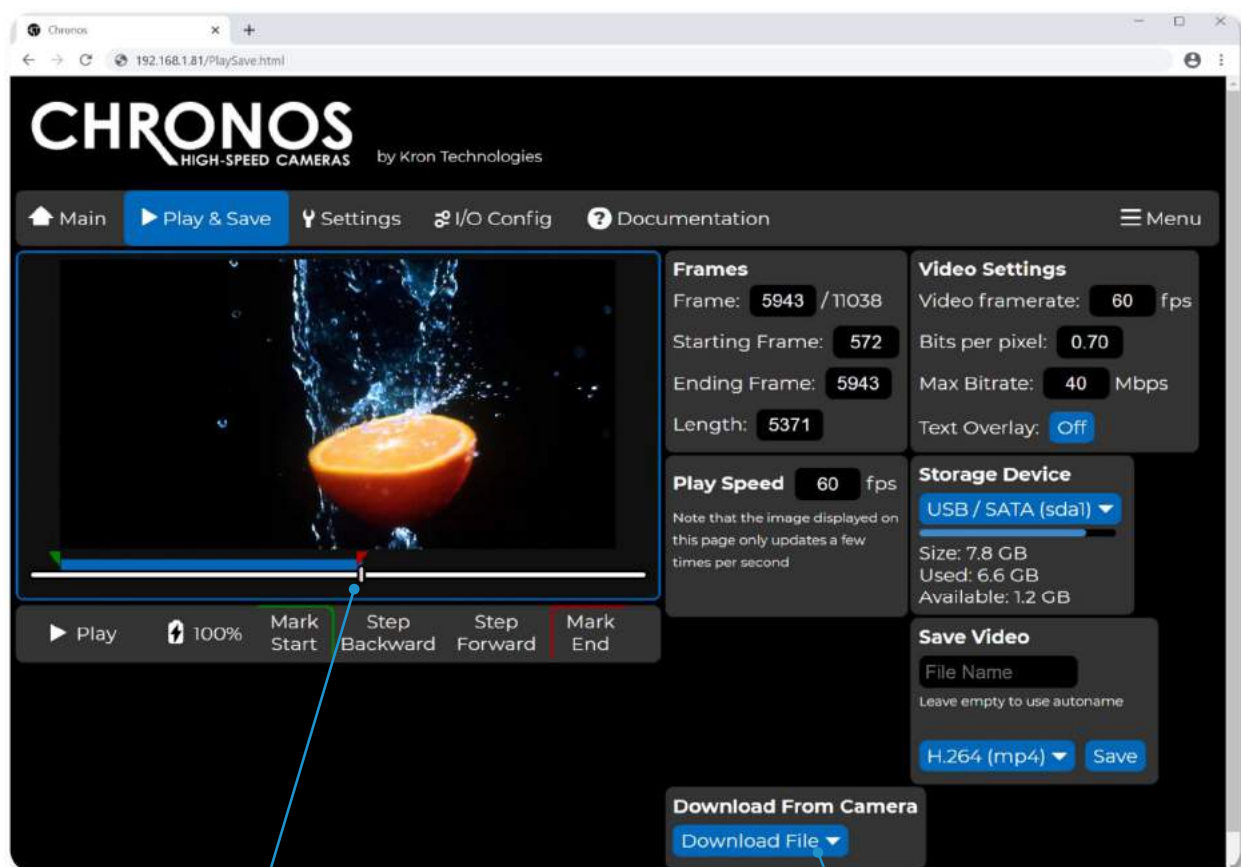 Chronos
192.168.1.81/PlaySave.html
CHRONOS
HIGH-SPEED CAMERAS
by Kron Technologies
Main
Play & Save
Settings
I/O Config
Documentation
Menu
Frames
Frame: 5943 / 11038
Starting Frame: 572
Ending Frame: 5943
Length: 5371
Video Settings
Video framerate: 60 fps
Bits per pixel: 0.70
Max Bitrate: 40 Mbps
Text Overlay: Off
Play Speed 60 fps
Note that the image displayed on
this page only updates a few
times per second
Storage Device
USB / SATA (sda1)
Size: 7.8 GB
Used: 6.6 GB
Available: 1.2 GB
Play
100%
Mark
Start
Step
Backward
Step
Forward
Mark
End
Save Video
File Name
Leave empty to use autoname
H.264 (mp4)
Save
Download From Camera
Download File